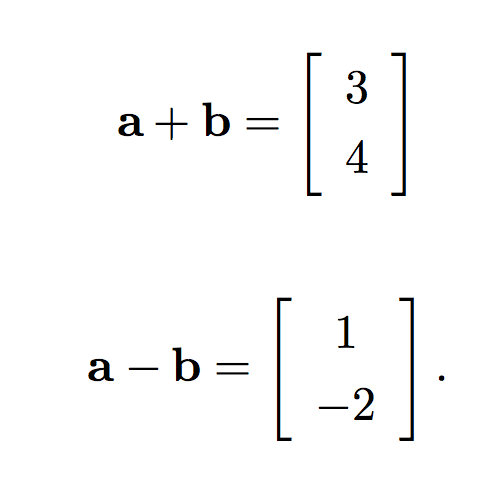 a + b = [ 3
4 ]
a − b = [ 1
−2 ] .